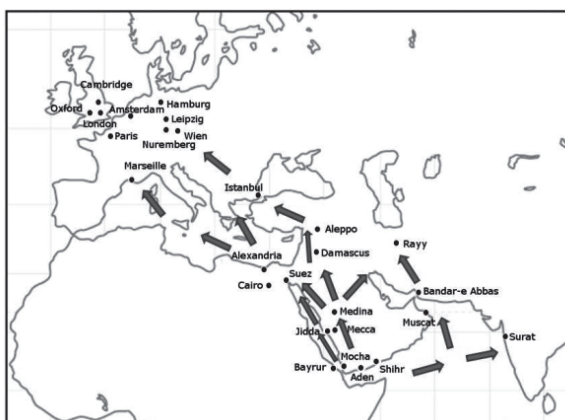 Cambridge
Hamburg
Oxford
Amsterdam
London
Leipzig
Paris
Nuremberg
Wien
Marseille
Istanbul
Aleppo
Rayy
Alexandria
Damascus
Suez
Cairo
Bandar-e Abbas
Medina
Muscat
Jidda
Mecca
Surat
Mocha
Bayrur
Shihr
Aden